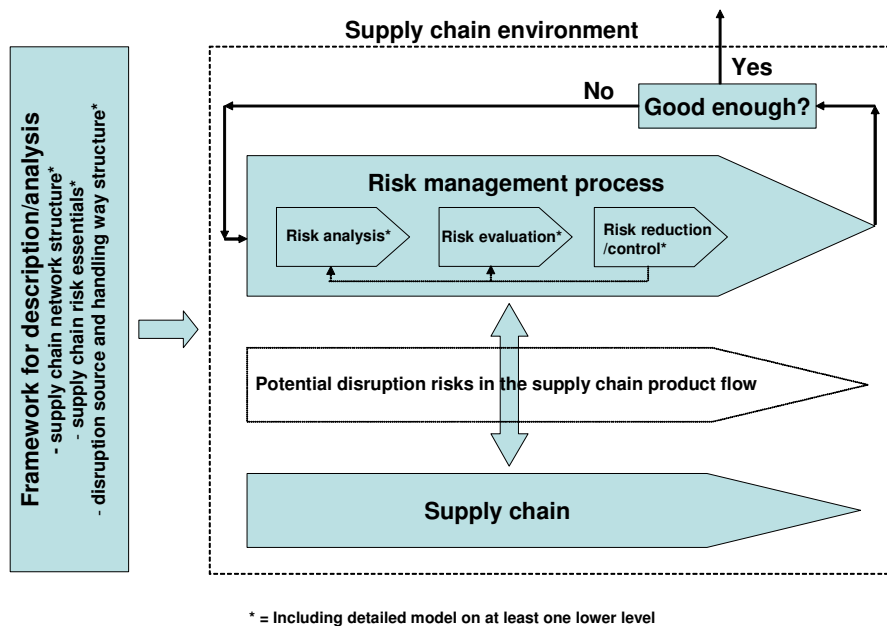 Supply chain environment
Yes
No
Good enough?
Framework for description/analysis
- supply chain network structure*
- supply chain risk essentials*
- disruption source and handling way structure*
Risk management process
Risk analysis*
Risk evaluation*
Risk reduction
/control*
Potential disruption risks in the supply chain product flow
Supply chain
* = Including detailed model on at least one lower level